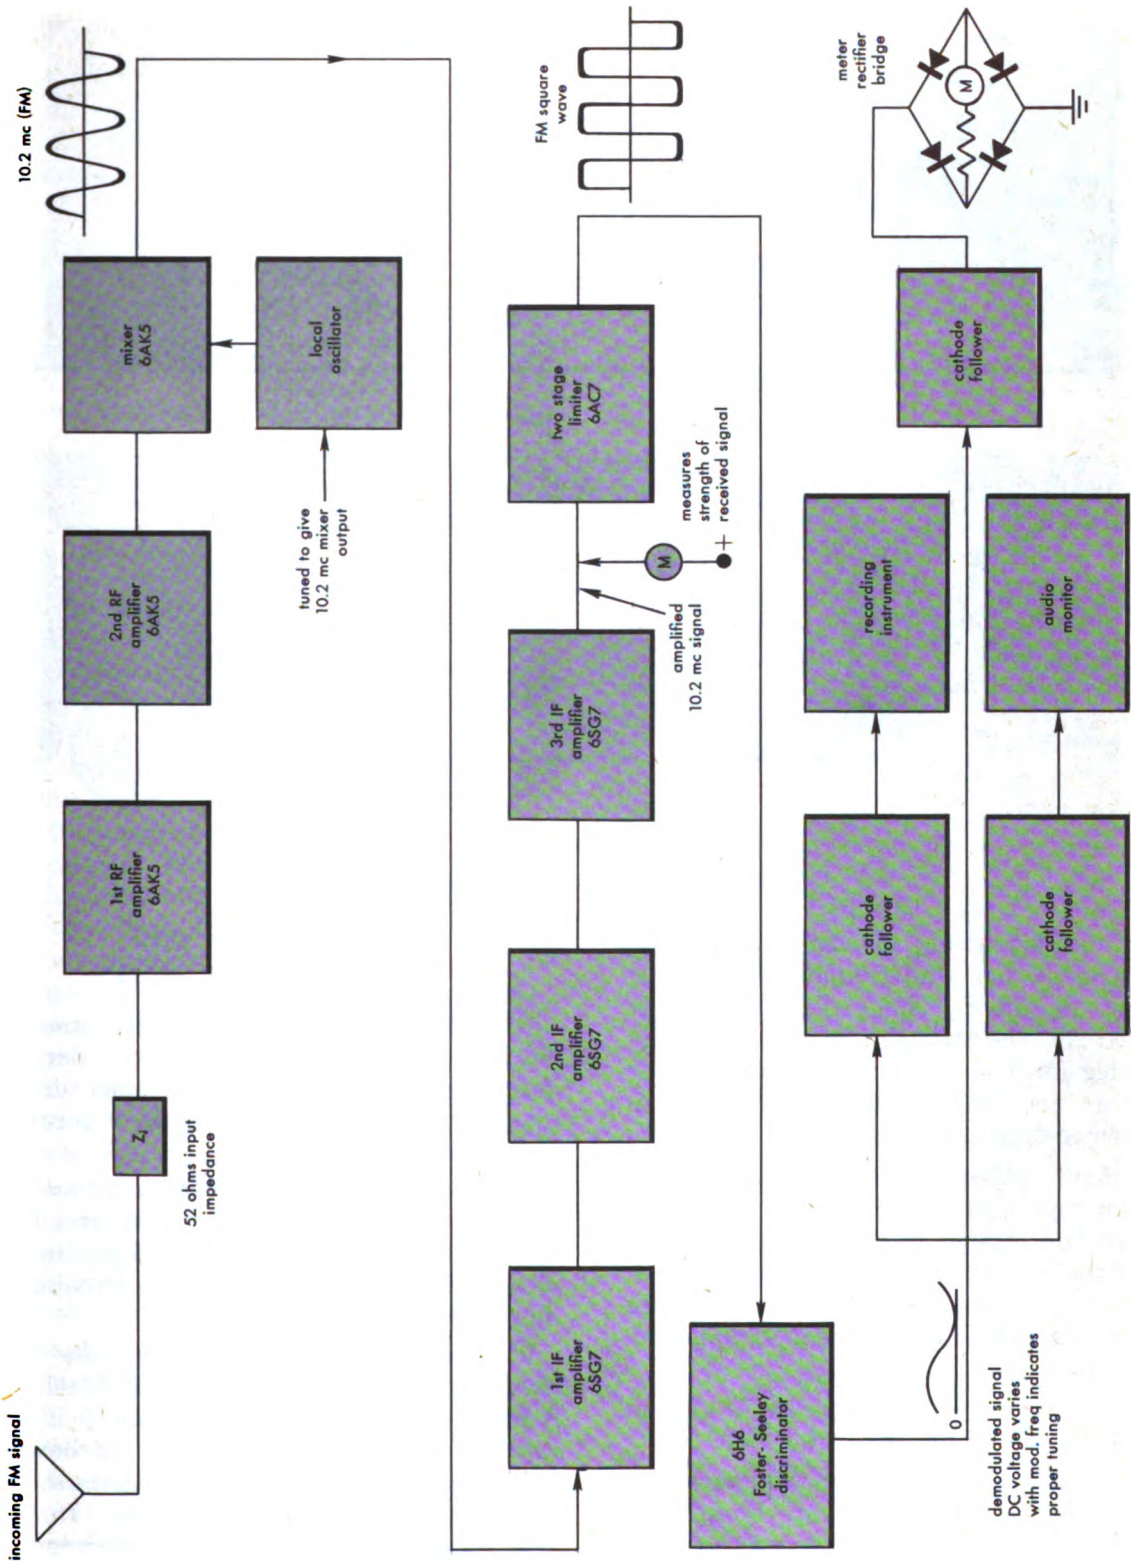 incoming FM signal
Z₁
52 ohms input
impedance
1st RF
amplifier
6AK5
2nd RF
amplifier
6AK5
mixer
6AK5
10.2 mc (FM)
local
oscillator
tuned to give
10.2 mc mixer
output
1st IF
amplifier
6SG7
2nd IF
amplifier
6SG7
3rd IF
amplifier
6SG7
amplified
10.2 mc signal
M
measures
strength of
received signal
+
two stage
limiter
6AC7
FM square
wave
6H6
Foster-Seeley
discriminator
0
demodulated signal
DC voltage varies
with mod. freq indicates
proper tuning
cathode
follower
recording
instrument
cathode
follower
audio
monitor
cathode
follower
meter
rectifier
bridge
M